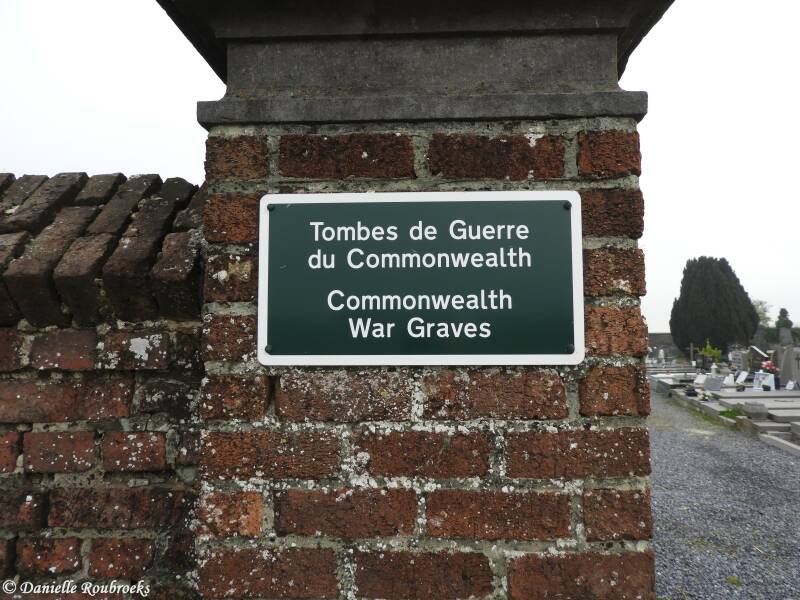 Tombes de Guerre
du Commonwealth
Commonwealth
War Graves
©Danielle Roubroeks